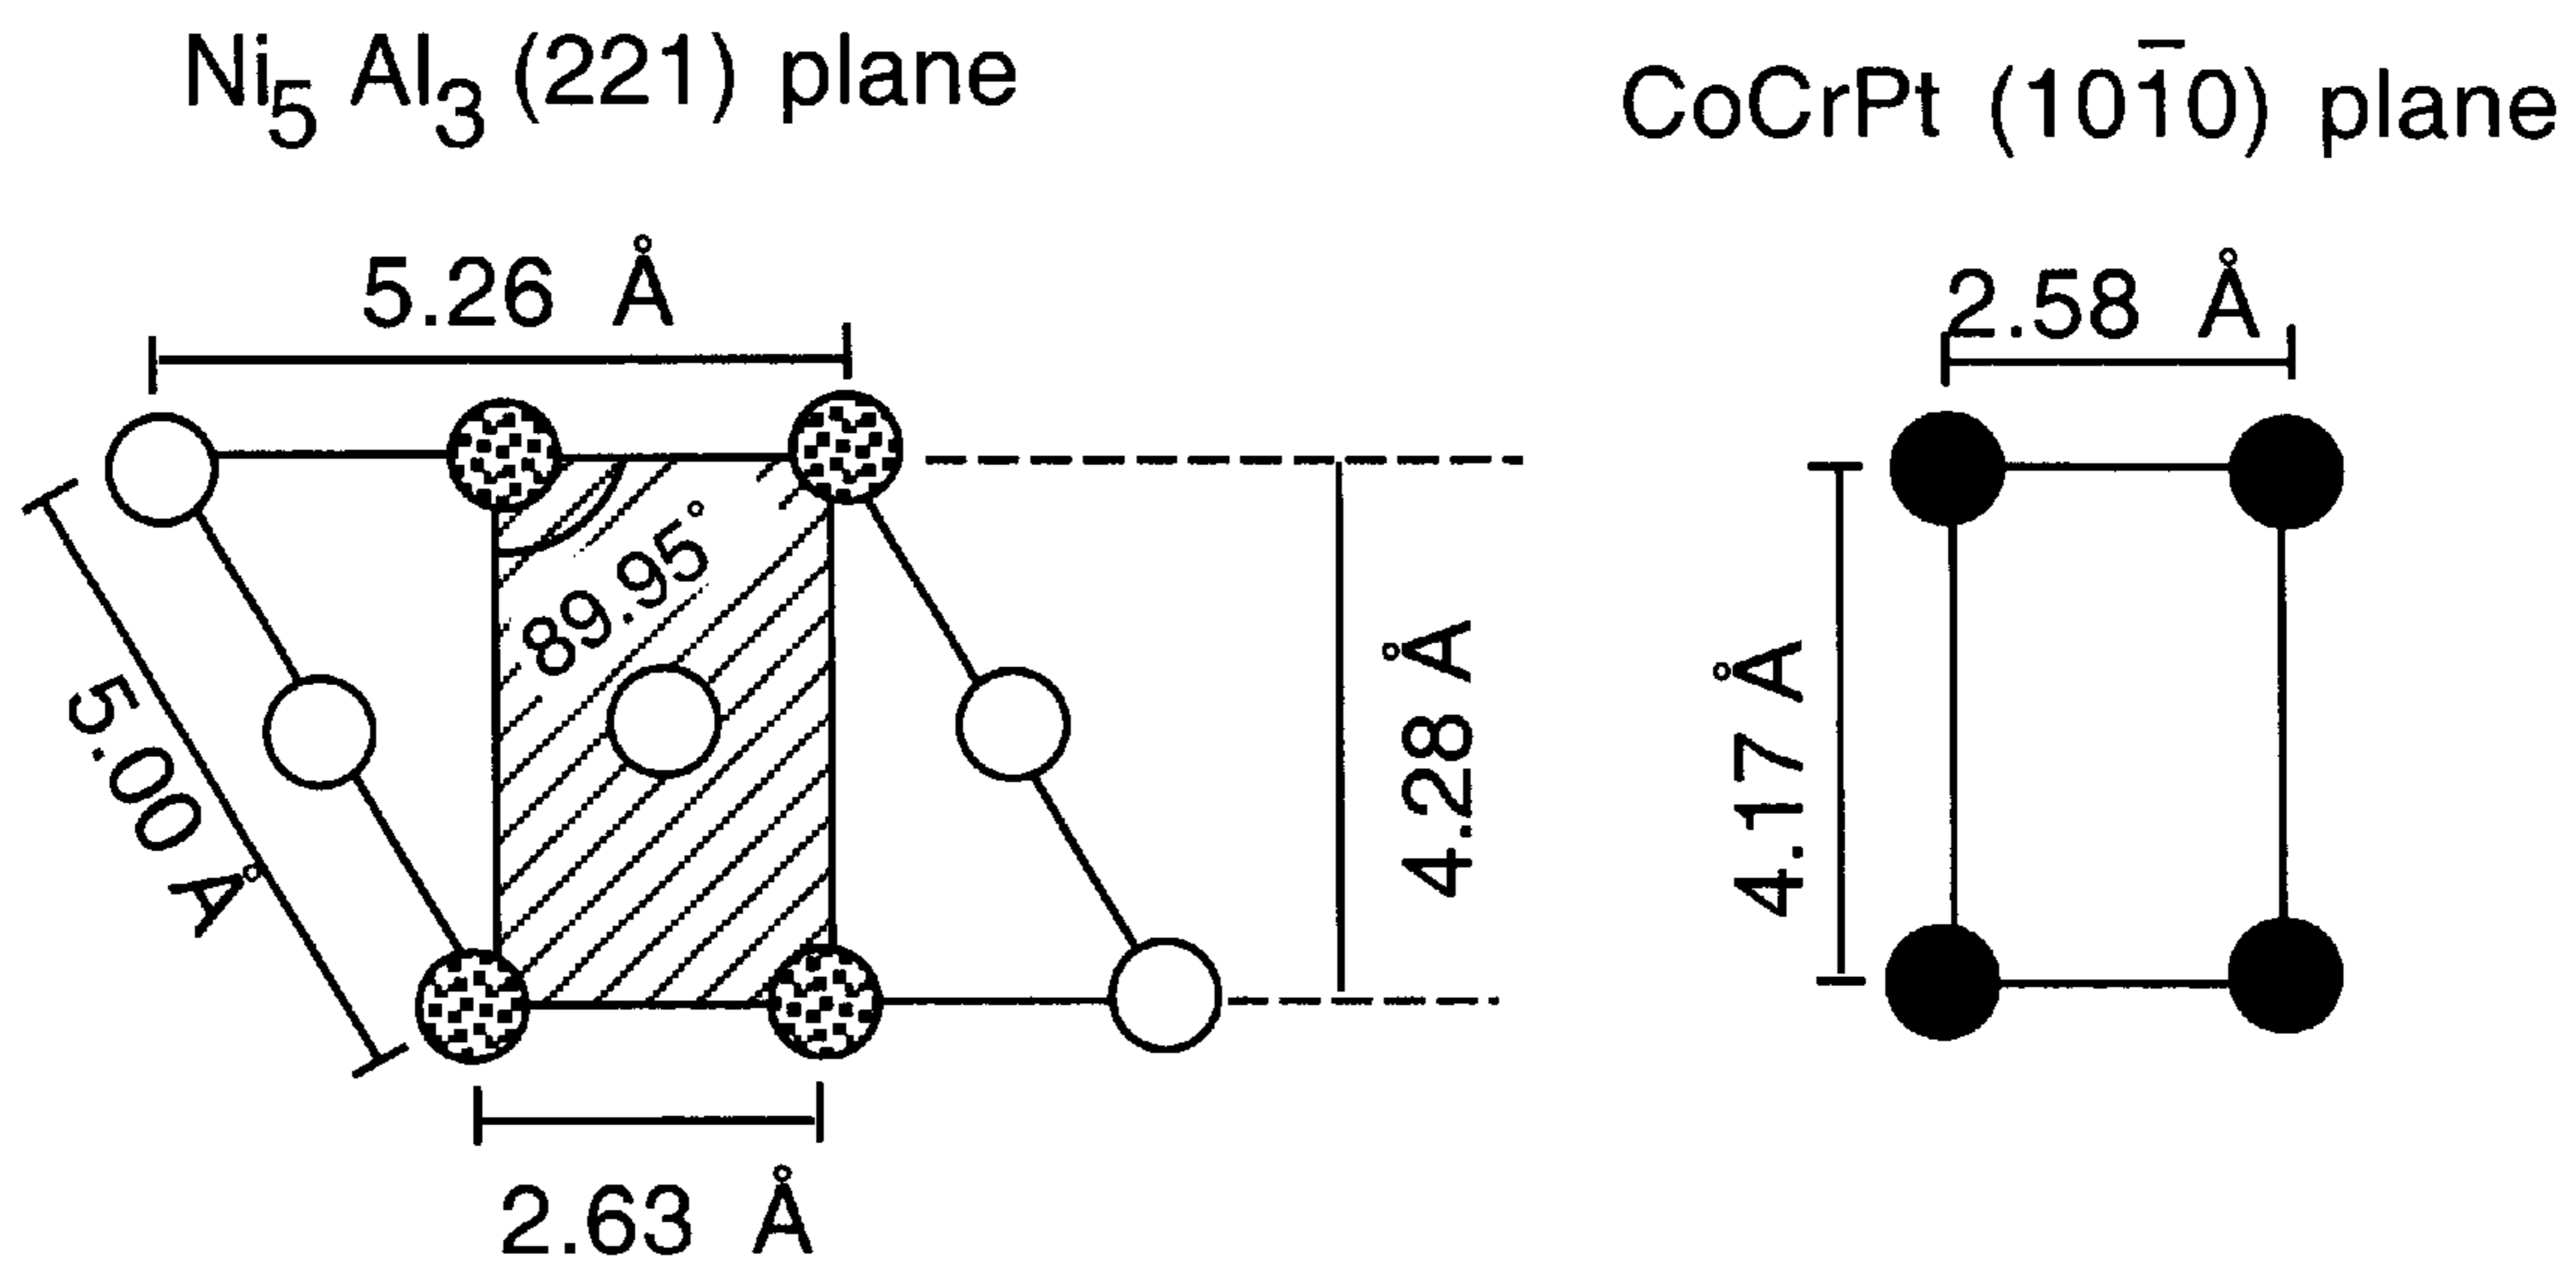 Ni₅ Al₃ (221) plane
CoCrPt (101̅0) plane
5.26 Å
2.58 Å
89.95°
5.00 Å
4.28 Å
4.17 Å
2.63 Å